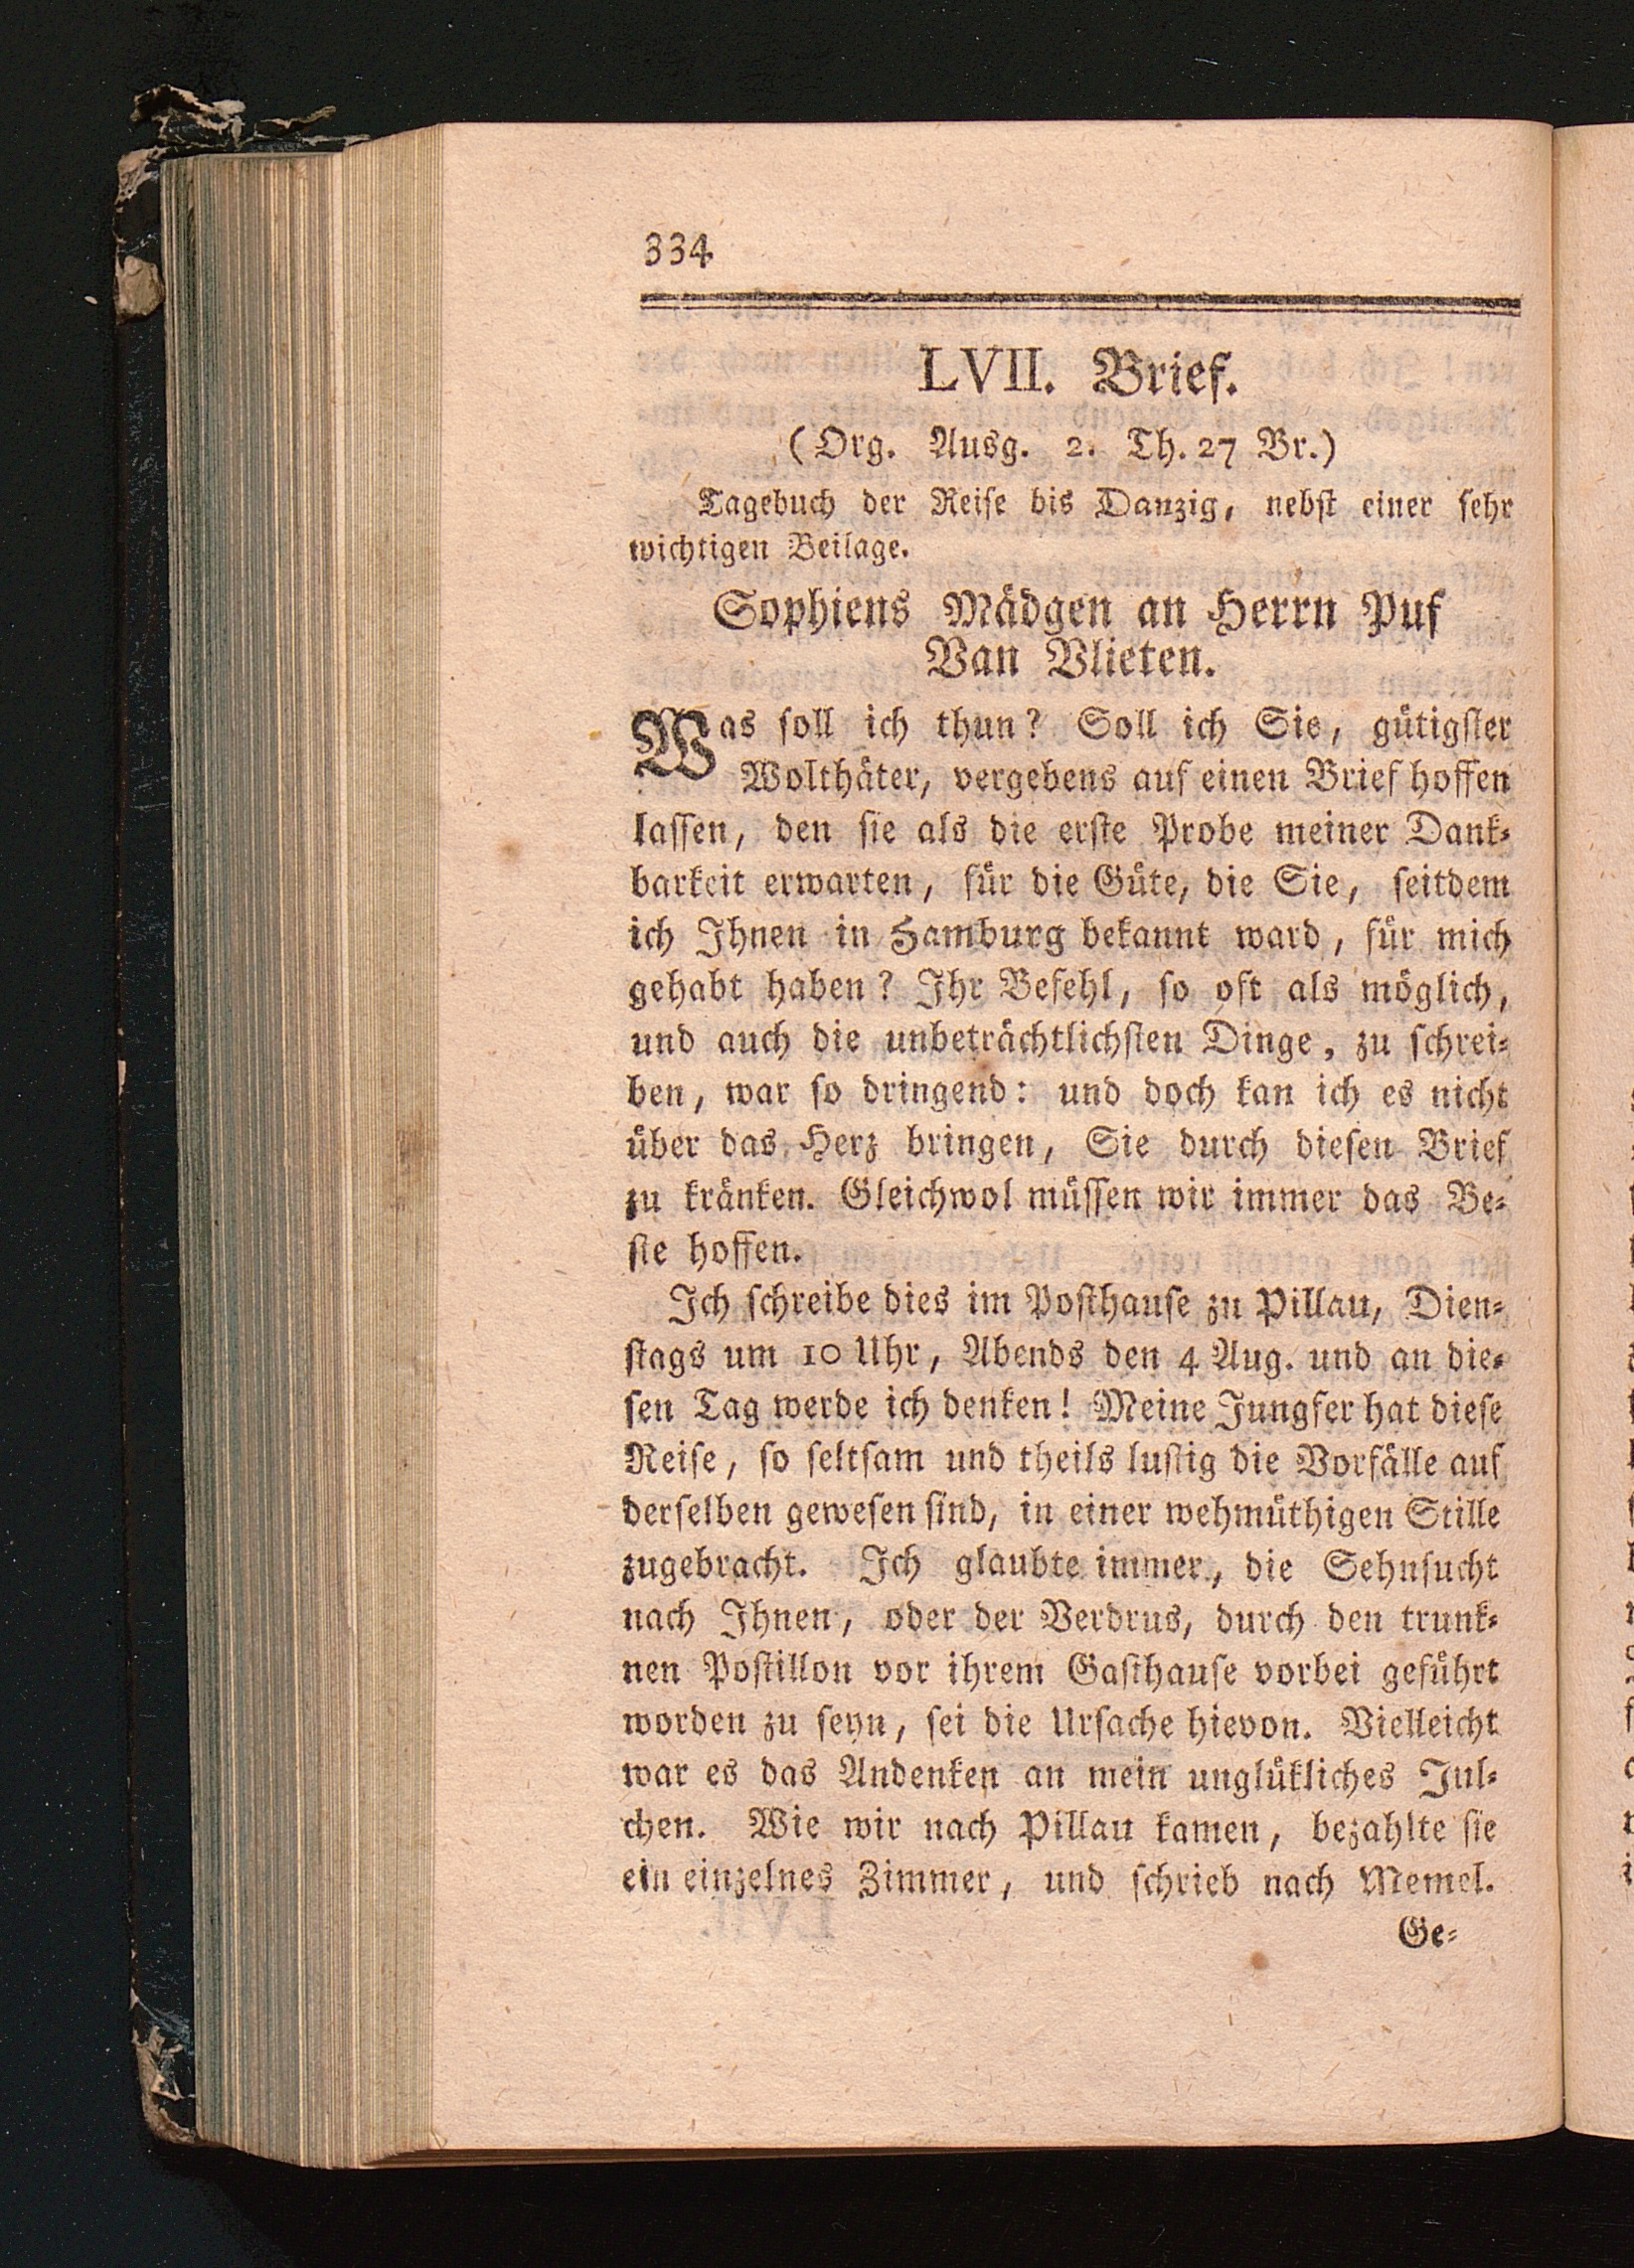 334
LVII. Brief.
(Org. Ausg. 2. Th. 27 Br.)
Tagebuch der Reise bis Danzig, nebst einer sehr
wichtigen Beilage.
Sophiens Mädgen an Herrn Puf
Van Vlieten.
Was soll ich thun? Soll ich Sie, gütigster
Wolthäter, vergebens auf einen Brief hoffen
lassen, den sie als die erste Probe meiner Dank-
barkeit erwarten, für die Güte, die Sie, seitdem
ich Ihnen in Hamburg bekannt ward, für mich
gehabt haben? Ihr Befehl, so oft als möglich,
und auch die unbeträchtlichsten Dinge, zu schrei-
ben, war so dringend: und doch kan ich es nicht
über das Herz bringen, Sie durch diesen Brief
zu kränken. Gleichwol müssen wir immer das Be-
ste hoffen.
Ich schreibe dies im Posthause zu Pillau, Dien-
stags um 10 Uhr, Abends den 4 Aug. und an die-
sen Tag werde ich denken! Meine Jungfer hat diese
Reise, so seltsam und theils lustig die Vorfälle auf
derselben gewesen sind, in einer wehmüthigen Stille
zugebracht. Ich glaubte immer, die Sehnsucht
nach Ihnen, oder der Verdrus, durch den trunk-
nen Postillon vor ihrem Gasthause vorbei geführt
worden zu seyn, sei die Ursache hievon. Vielleicht
war es das Andenken an mein unglükliches Jul-
chen. Wie wir nach Pillau kamen, bezahlte sie
ein einzelnes Zimmer, und schrieb nach Memel.
Ge-